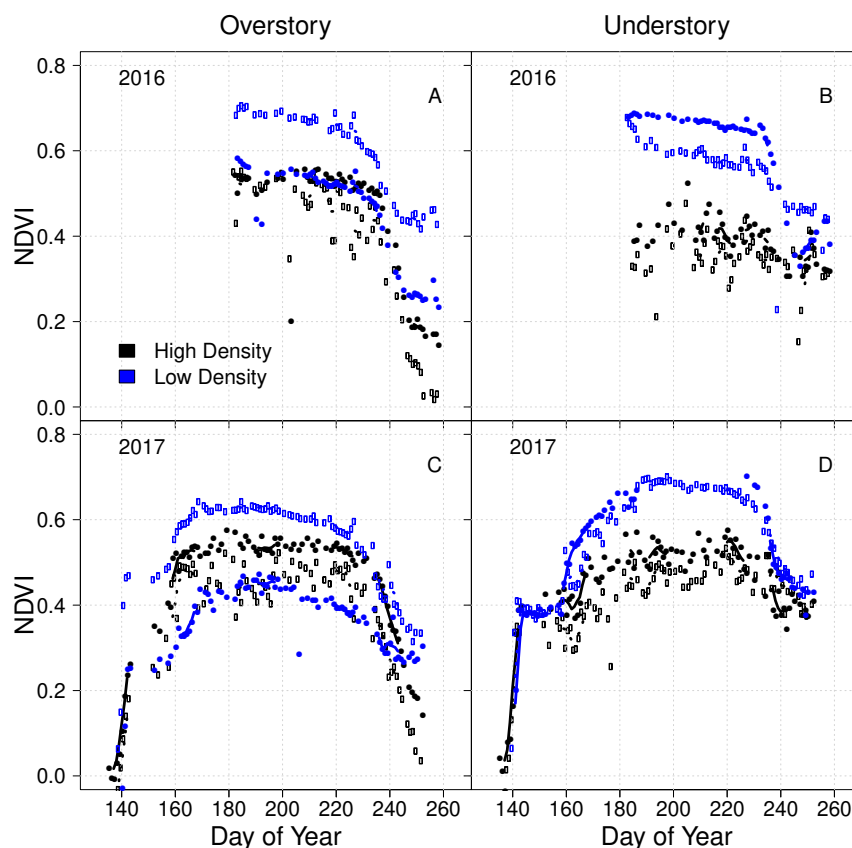 Overstory
Understory
0.8
2016
A
2016
B
0.6
NDVI
0.4
0.2
High Density
Low Density
0.0
0.8
2017
C
2017
D
0.6
NDVI
0.4
0.2
0.0
140 160 180 200 220 240 260
140 160 180 200 220 240 260
Day of Year
Day of Year